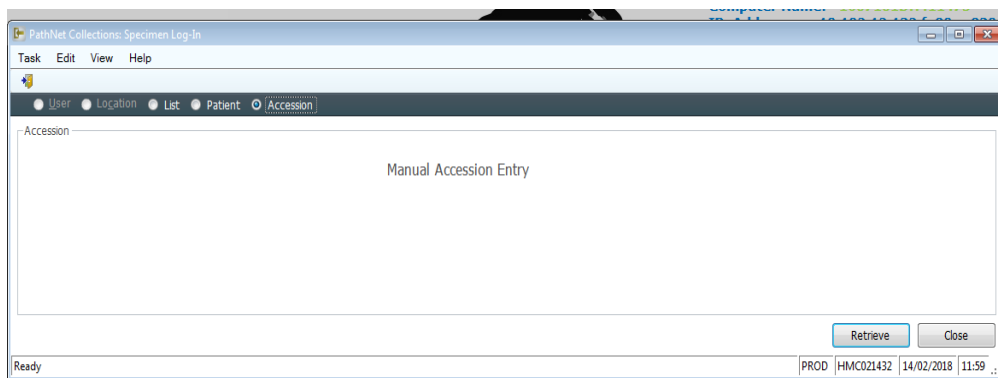 PathNet Collections: Specimen Log-In
Task Edit View Help
User Location List Patient Accession
Accession
Manual Accession Entry
Retrieve Close
Ready PROD HMC021432 14/02/2018 11:59